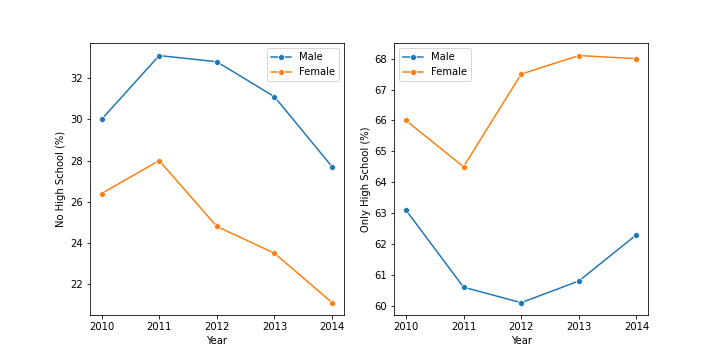 Male
Female
No High School (%)
32
30
28
26
24
22
2010 2011 2012 2013 2014
Year
Male
Female
Only High School (%)
68
67
66
65
64
63
62
61
60
2010 2011 2012 2013 2014
Year